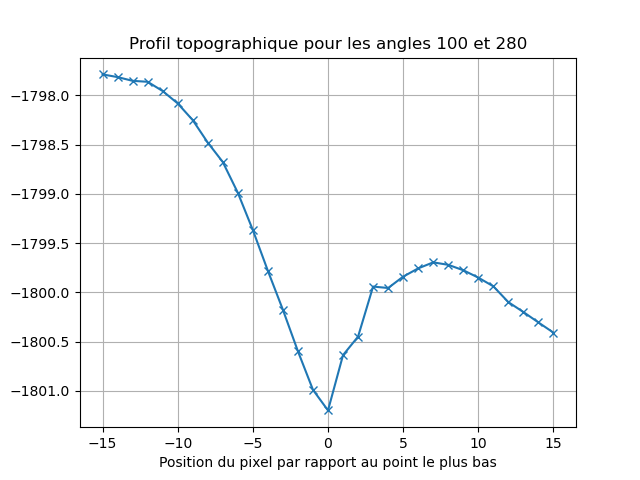 Profil topographique pour les angles 100 et 280
−1798.0
−1798.5
−1799.0
−1799.5
−1800.0
−1800.5
−1801.0
−15 −10 −5 0 5 10 15
Position du pixel par rapport au point le plus bas